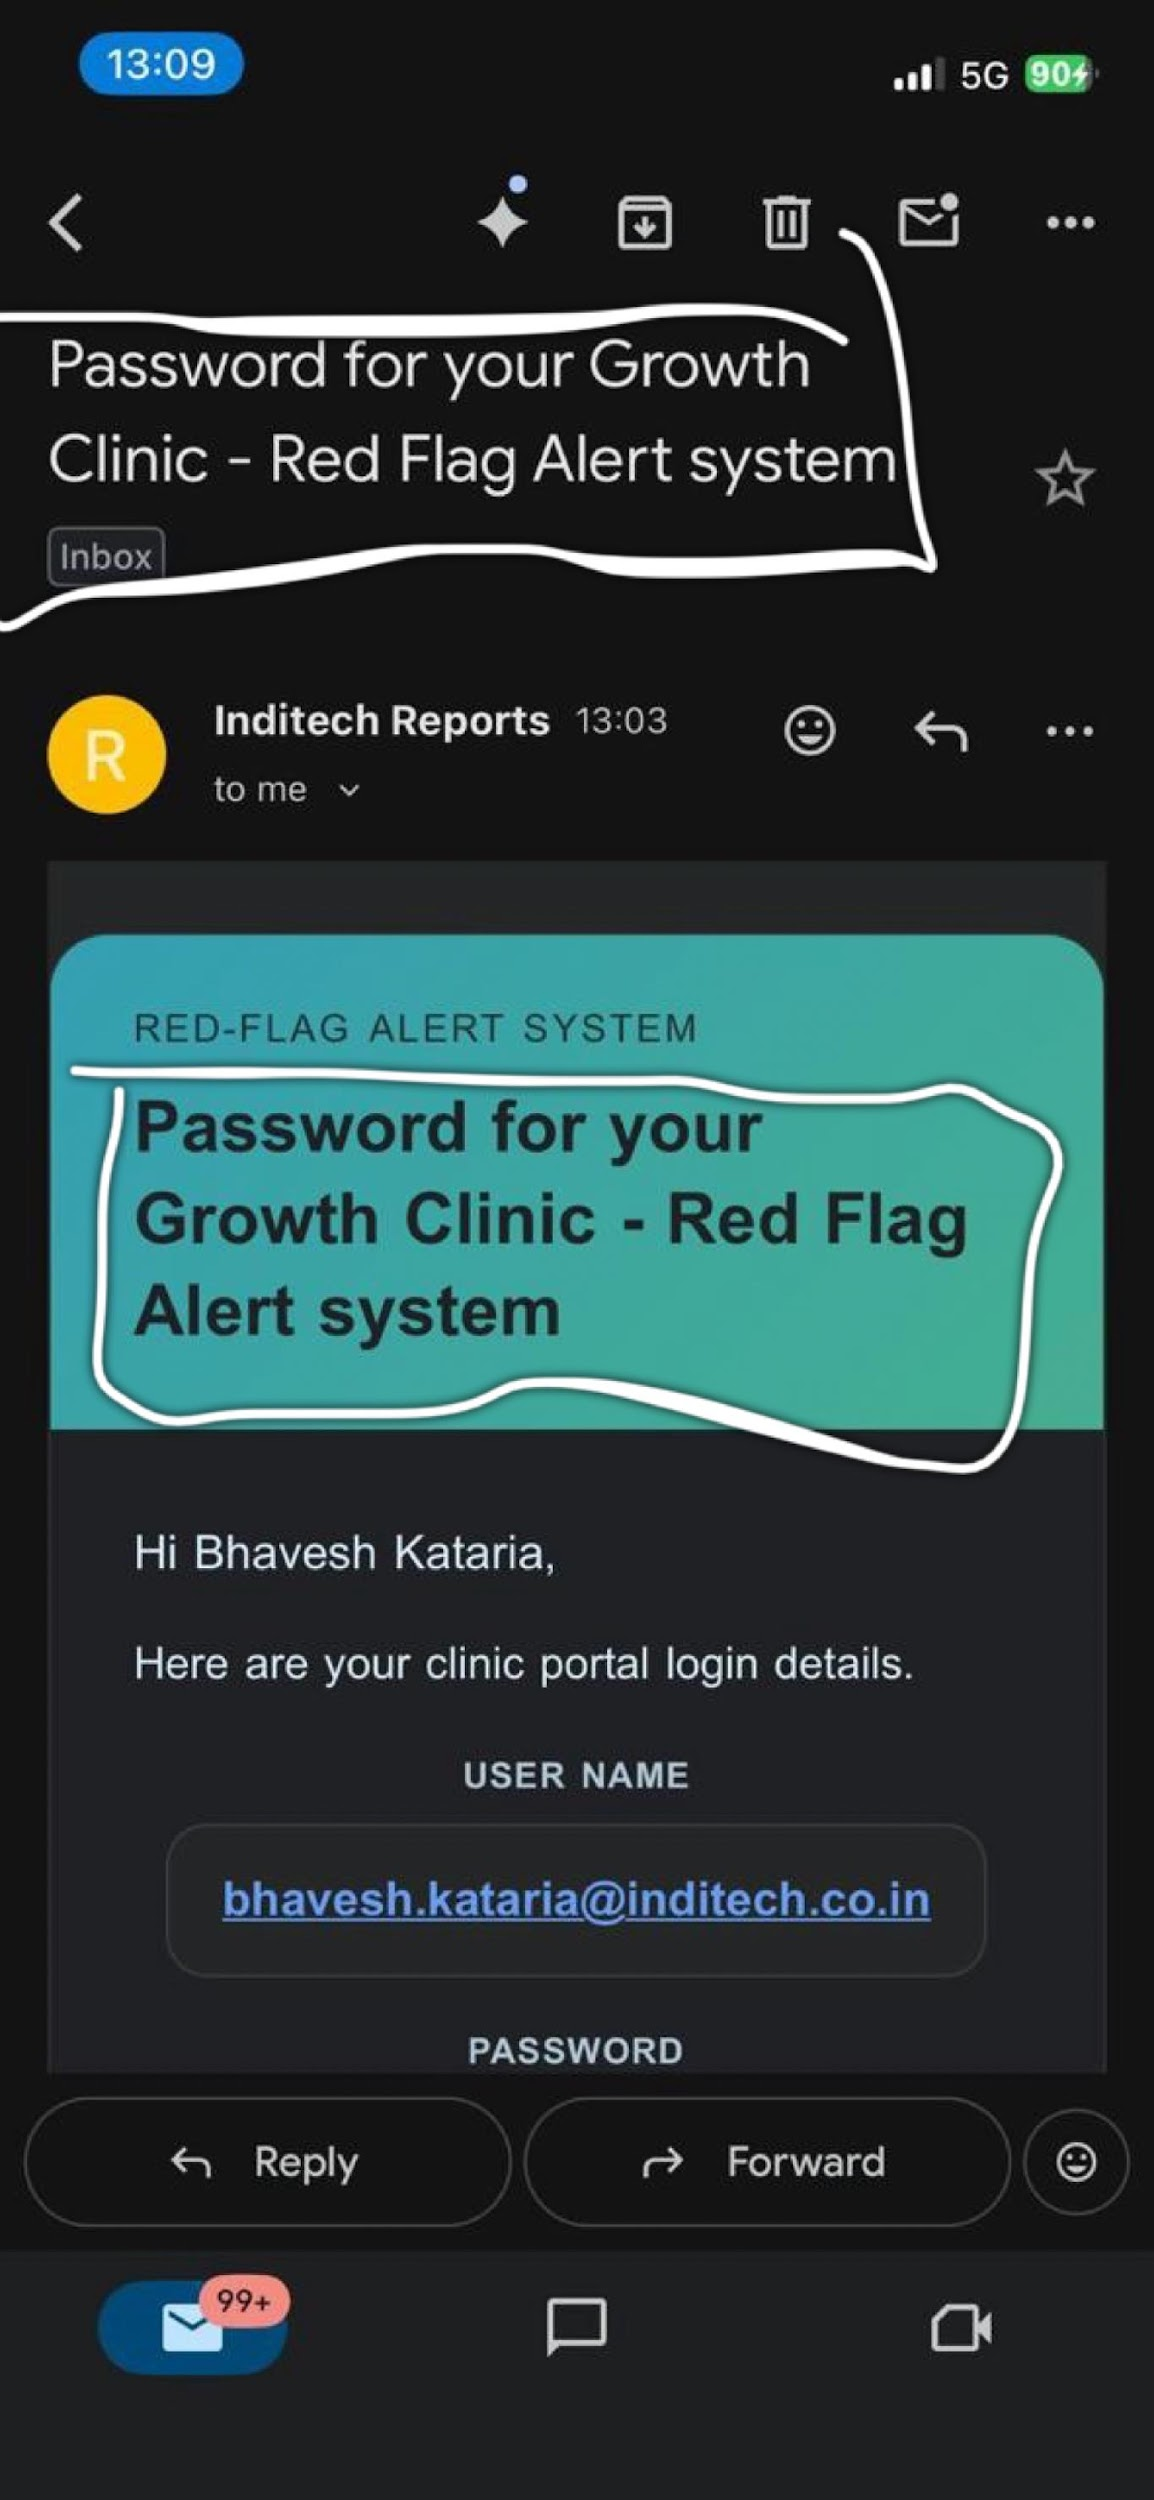 13:09
5G 90
Password for your Growth
Clinic - Red Flag Alert system
Inbox
R
Inditech Reports 13:03
to me
RED-FLAG ALERT SYSTEM
Password for your
Growth Clinic - Red Flag
Alert system
Hi Bhavesh Kataria,
Here are your clinic portal login details.
USER NAME
bhavesh.kataria@inditech.co.in
PASSWORD
Reply
Forward
99+